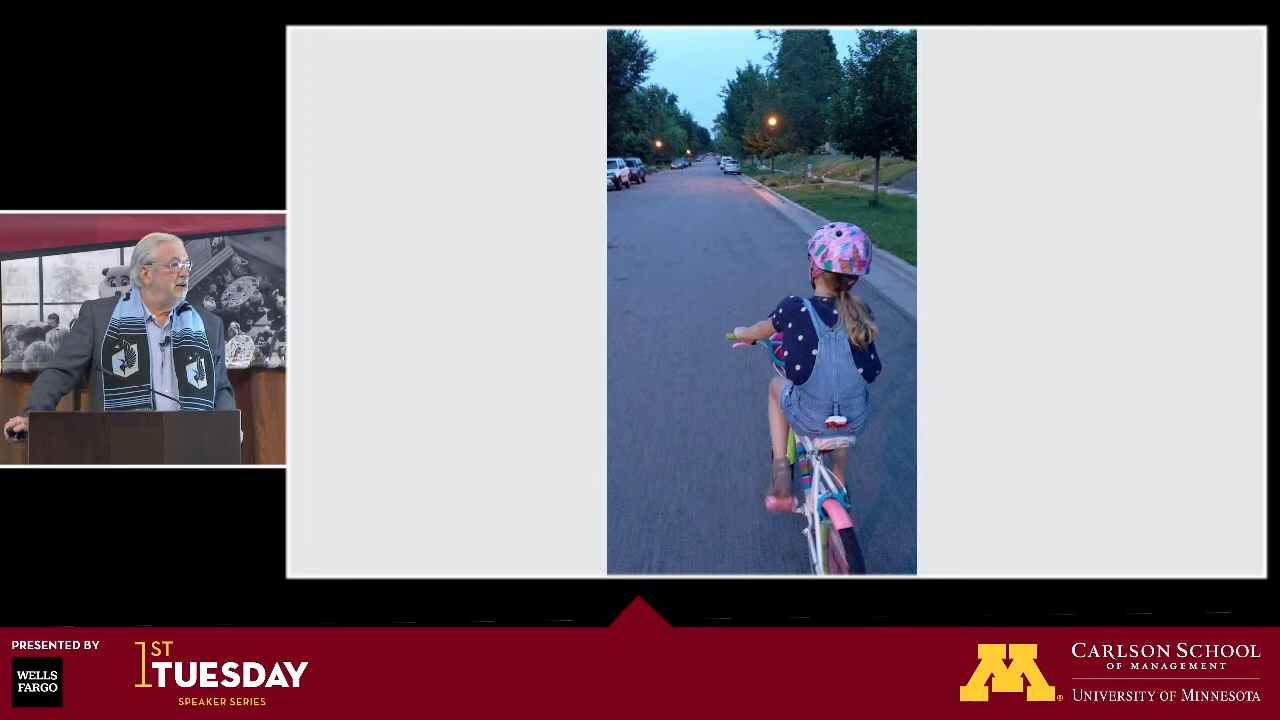 PRESENTED BY
WELLS
FARGO
1ST
TUESDAY
SPEAKER SERIES
M
CARLSON SCHOOL
OF MANAGEMENT
UNIVERSITY OF MINNESOTA